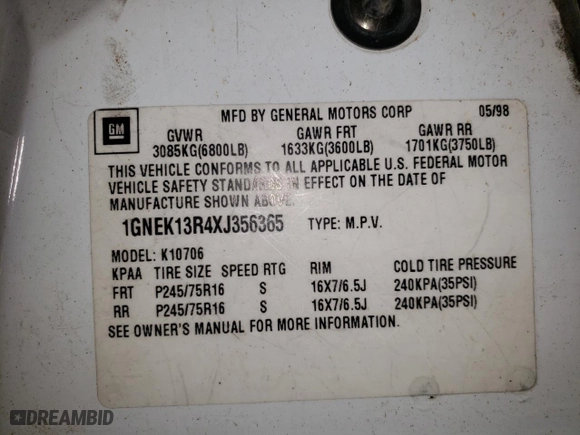 GM
MFD BY GENERAL MOTORS CORP 05/98
GVWR GAWR FRT GAWR RR
3085KG(6800LB) 1633KG(3600LB) 1701KG(3750LB)
THIS VEHICLE CONFORMS TO ALL APPLICABLE U.S. FEDERAL MOTOR
VEHICLE SAFETY STANDARDS IN EFFECT ON THE DATE OF
MANUFACTURE SHOWN ABOVE.
1GNEK13R4XJ356365 TYPE: M.P.V.
MODEL: K10706
KPAA TIRE SIZE SPEED RTG RIM COLD TIRE PRESSURE
FRT P245/75R16 S 16X7/6.5J 240KPA(35PSI)
RR P245/75R16 S 16X7/6.5J 240KPA(35PSI)
SEE OWNER'S MANUAL FOR MORE INFORMATION.
DREAMBID